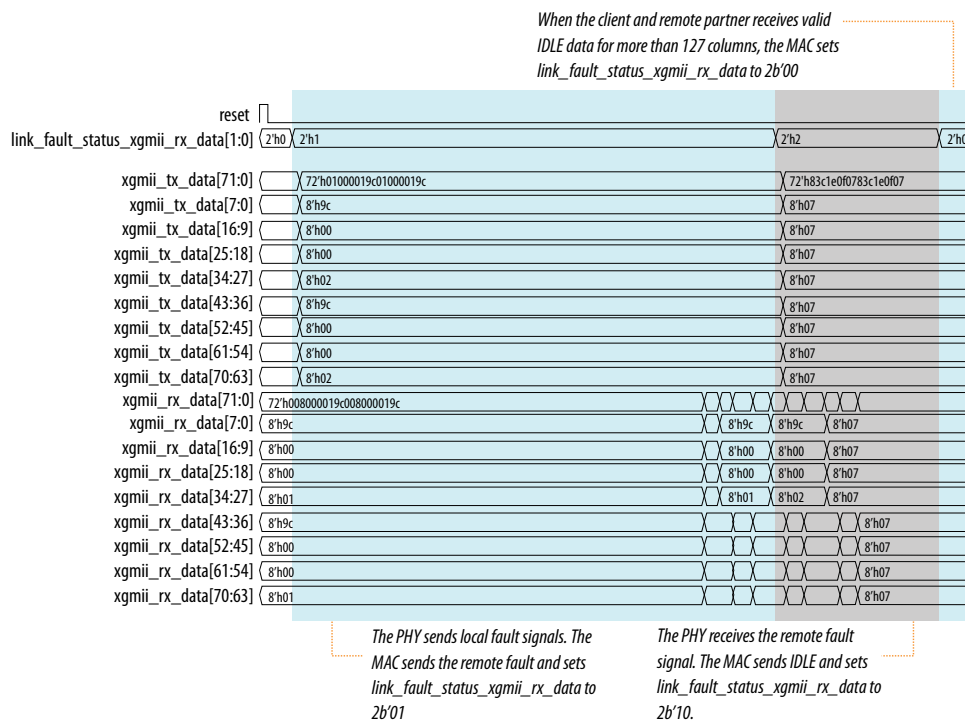 When the client and remote partner receives valid
IDLE data for more than 127 columns, the MAC sets
link_fault_status_xgmii_rx_data to 2b'00
reset
link_fault_status_xgmii_rx_data[1:0] 2'h0 2'h1 2'h2 2'h0
xgmii_tx_data[71:0] 72'h01000019c01000019c 72'h83c1e0f0783c1e0f07
xgmii_tx_data[7:0] 8'h9c 8'h07
xgmii_tx_data[16:9] 8'h00 8'h07
xgmii_tx_data[25:18] 8'h00 8'h07
xgmii_tx_data[34:27] 8'h02 8'h07
xgmii_tx_data[43:36] 8'h9c 8'h07
xgmii_tx_data[52:45] 8'h00 8'h07
xgmii_tx_data[61:54] 8'h00 8'h07
xgmii_tx_data[70:63] 8'h02 8'h07
xgmii_rx_data[71:0] 72'h008000019c008000019c
xgmii_rx_data[7:0] 8'h9c 8'h9c 8'h9c 8'h07
xgmii_rx_data[16:9] 8'h00 8'h00 8'h00 8'h07
xgmii_rx_data[25:18] 8'h00 8'h00 8'h00 8'h07
xgmii_rx_data[34:27] 8'h01 8'h01 8'h02 8'h07
xgmii_rx_data[43:36] 8'h9c 8'h07
xgmii_rx_data[52:45] 8'h00 8'h07
xgmii_rx_data[61:54] 8'h00 8'h07
xgmii_rx_data[70:63] 8'h01 8'h07
The PHY sends local fault signals. The
MAC sends the remote fault and sets
link_fault_status_xgmii_rx_data to
2b'01
The PHY receives the remote fault
signal. The MAC sends IDLE and sets
link_fault_status_xgmii_rx_data to
2b'10.